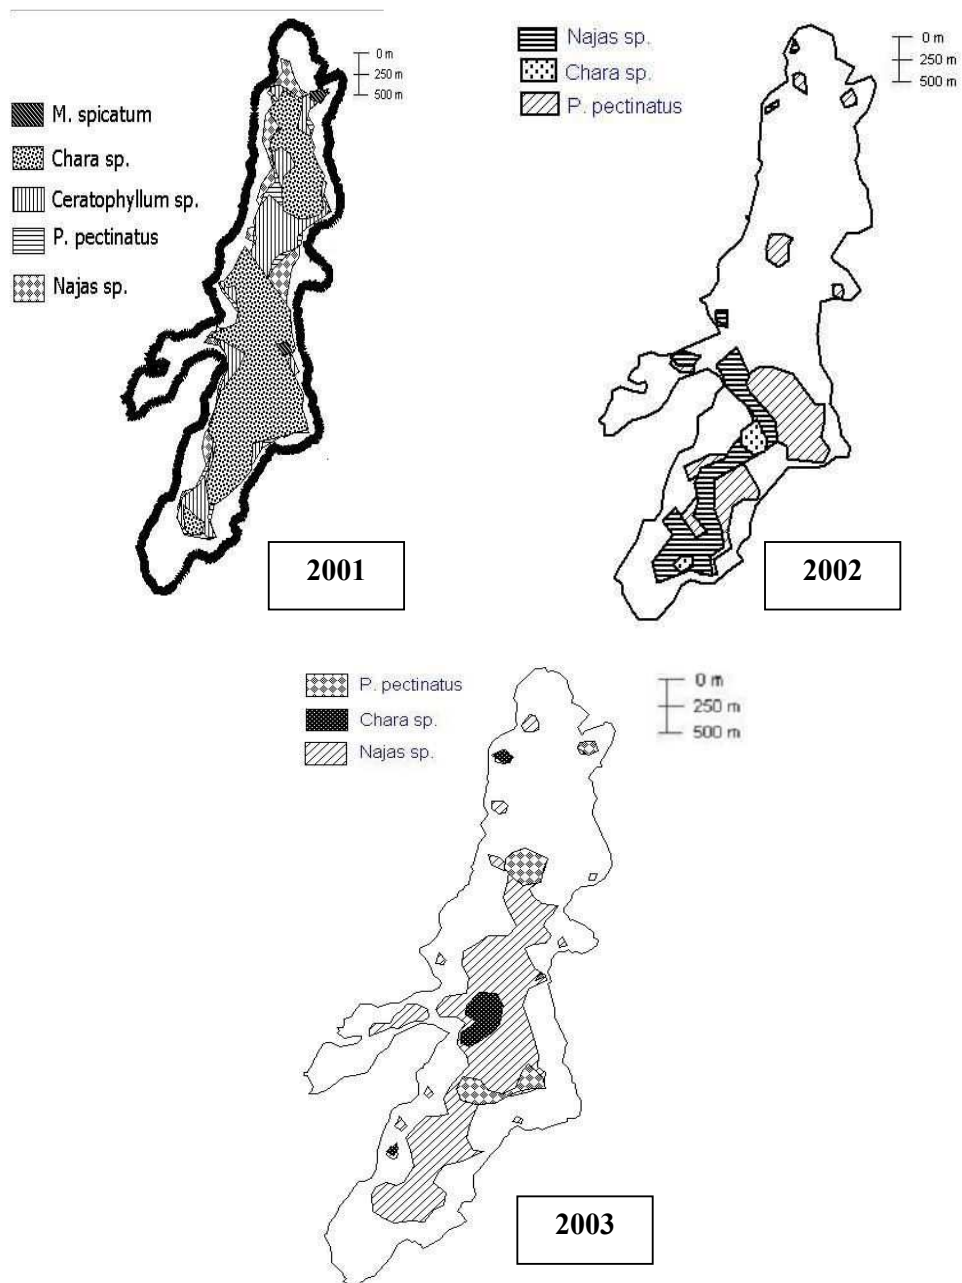 0 m
250 m
500 m
M. spicatum
Chara sp.
Ceratophyllum sp.
P. pectinatus
Najas sp.
2001
Najas sp.
Chara sp.
P. pectinatus
0 m
250 m
500 m
2002
P. pectinatus
Chara sp.
Najas sp.
0 m
250 m
500 m
2003